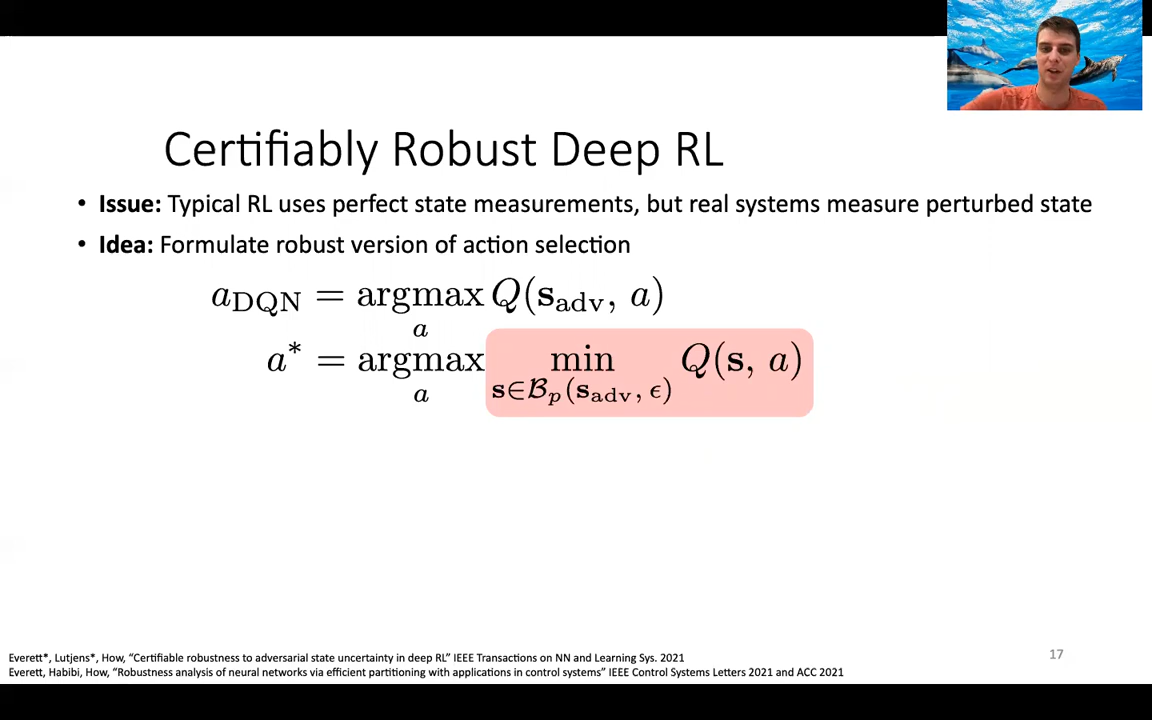 Certifiably Robust Deep RL
• Issue: Typical RL uses perfect state measurements, but real systems measure perturbed state
• Idea: Formulate robust version of action selection
a_DQN = argmax_a Q(s_adv, a)
a* = argmax_a min_{s∈B_p(s_adv, ϵ)} Q(s, a)
Everett*, Lutjens*, How, “Certifiable robustness to adversarial state uncertainty in deep RL” IEEE Transactions on NN and Learning Sys. 2021
Everett, Habibi, How, “Robustness analysis of neural networks via efficient partitioning with applications in control systems” IEEE Control Systems Letters 2021 and ACC 2021
17